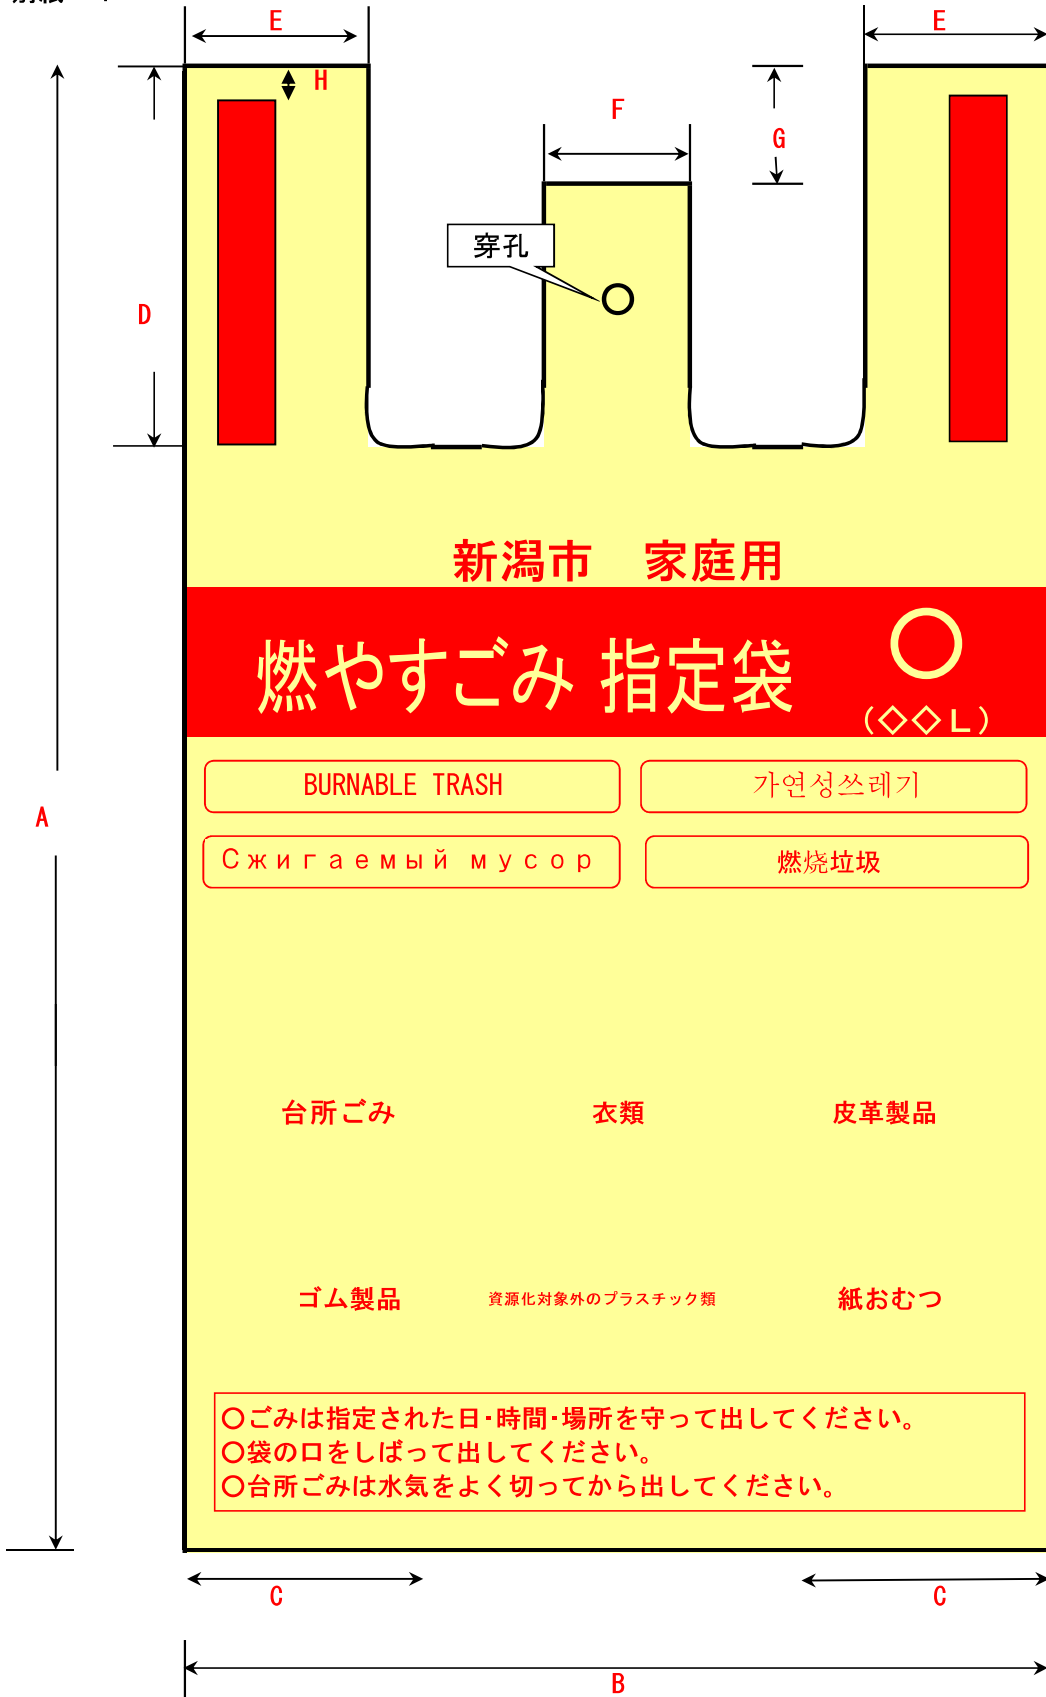 E
E
H
F
G
穿孔
D
新潟市　家庭用
燃やすごみ 指定袋 ○
(◇◇L)
BURNABLE TRASH
가연성쓰레기
A
Сжигаемый мусор
燃烧垃圾
台所ごみ
衣類
皮革製品
ゴム製品
資源化対象外のプラスチック類
紙おむつ
○ごみは指定された日・時間・場所を守って出してください。
○袋の口をしばって出してください。
○台所ごみは水気をよく切ってから出してください。
C
C
B